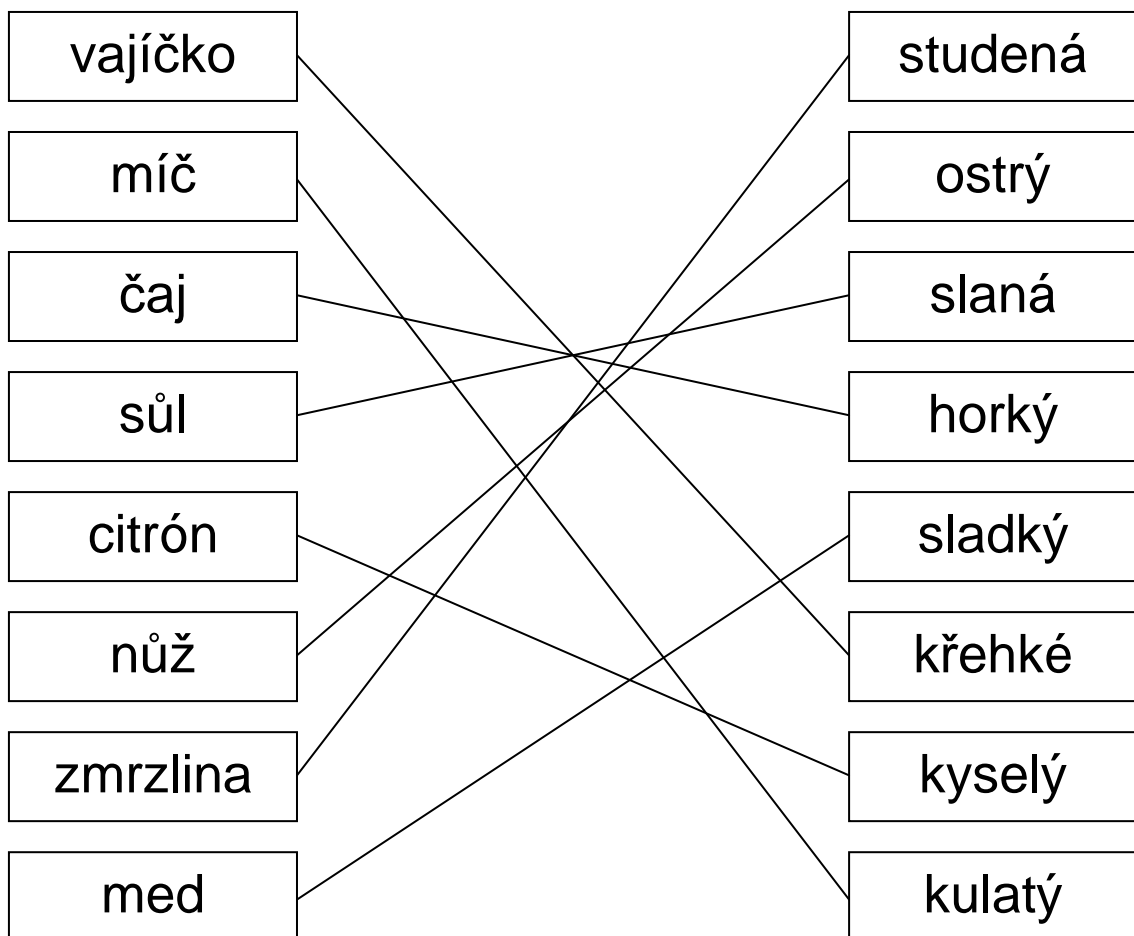 vajíčko studená
míč ostrý
čaj slaná
sůl horký
citrón sladký
nůž křehké
zmrzlina kyselý
med kulatý